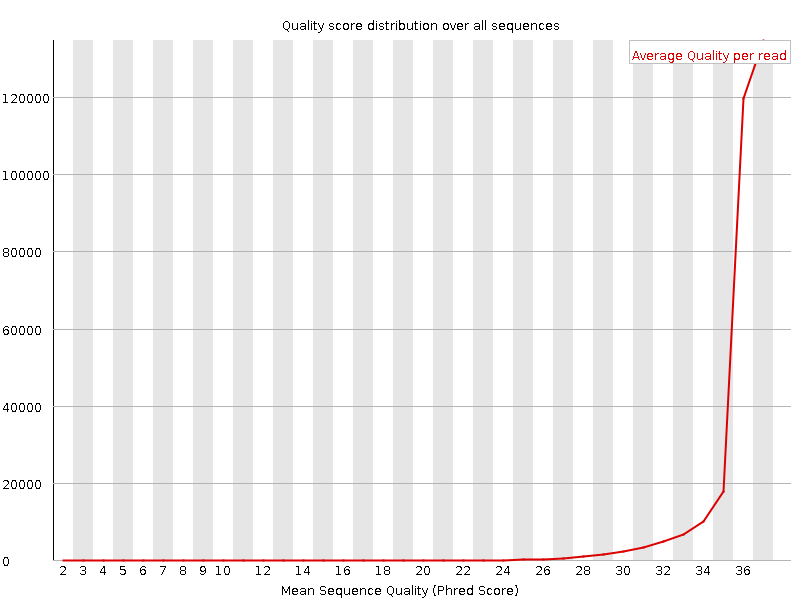 Quality score distribution over all sequences
Average Quality per read
120000
100000
80000
60000
40000
20000
0
2 3 4 5 6 7 8 9 10 12 14 16 18 20 22 24 26 28 30 32 34 36
Mean Sequence Quality (Phred Score)